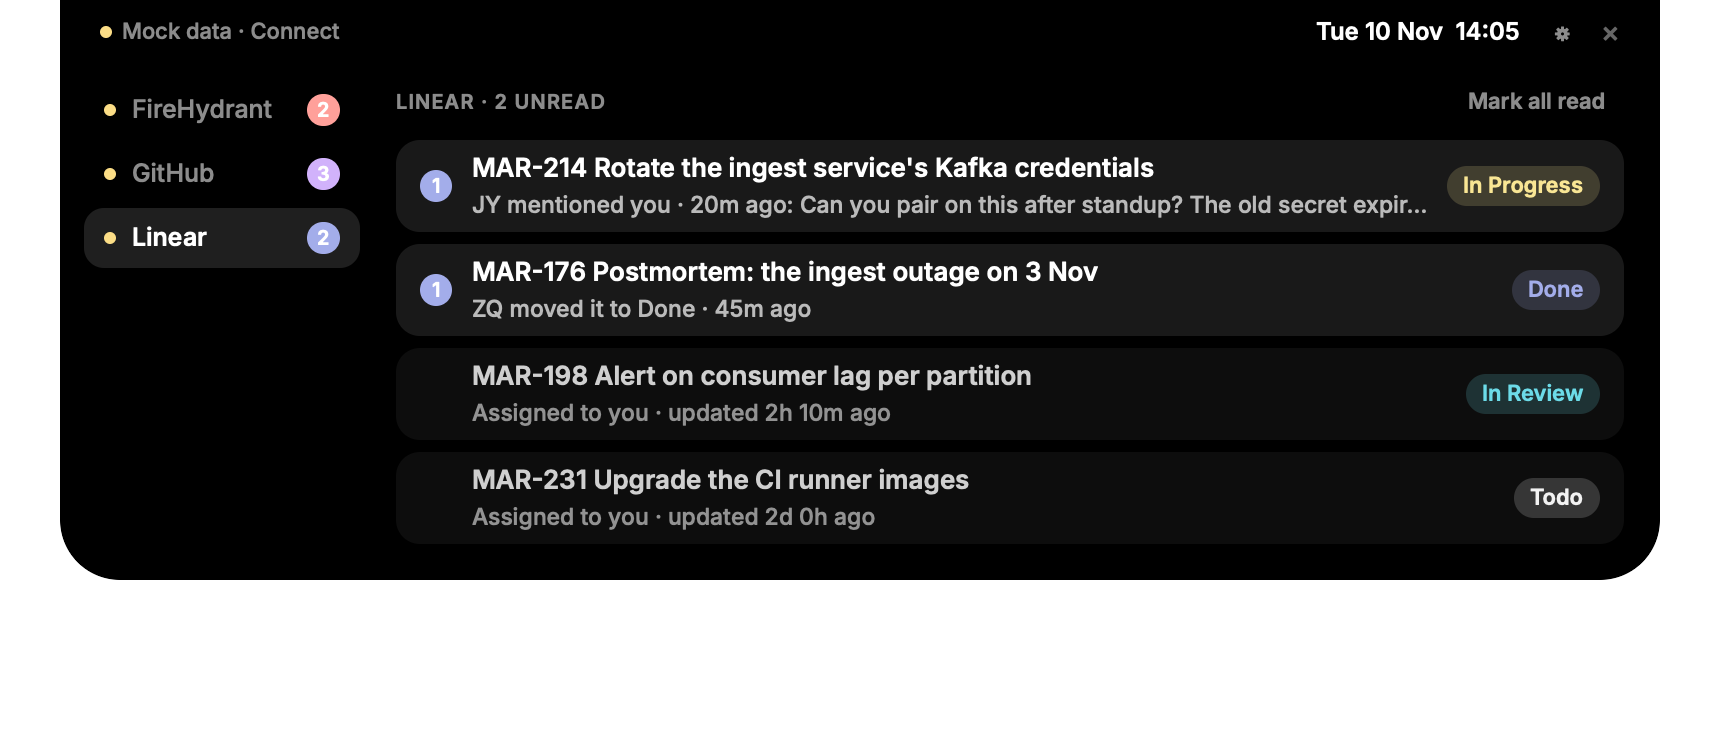 Mock data · Connect
Tue 10 Nov 14:05
FireHydrant 2
GitHub 3
Linear 2
LINEAR · 2 UNREAD
Mark all read
1
MAR-214 Rotate the ingest service's Kafka credentials
JY mentioned you · 20m ago: Can you pair on this after standup? The old secret expir...
In Progress
1
MAR-176 Postmortem: the ingest outage on 3 Nov
ZQ moved it to Done · 45m ago
Done
MAR-198 Alert on consumer lag per partition
Assigned to you · updated 2h 10m ago
In Review
MAR-231 Upgrade the CI runner images
Assigned to you · updated 2d 0h ago
Todo